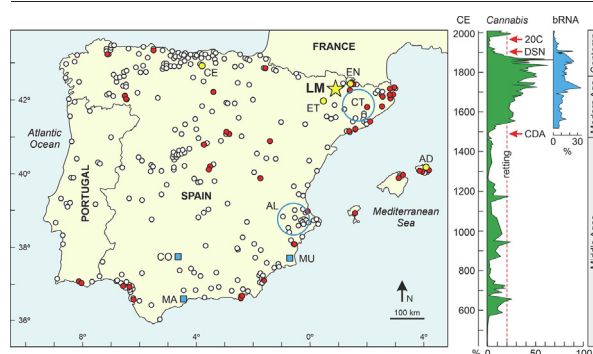 CE Cannabis bRNA
FRANCE
CE
EN
LM
ET
CT
42°
Atlantic
Ocean
PORTUGAL
SPAIN
40°
AD
AL
Mediterranean
Sea
38°
CO
MU
MA
N
100 km
36°
8° 4° 0° 4°
2000
1800
1600
1400
1200
1000
800
600
20C
DSN
CDA
retting
0 50 100
%
0 30
%